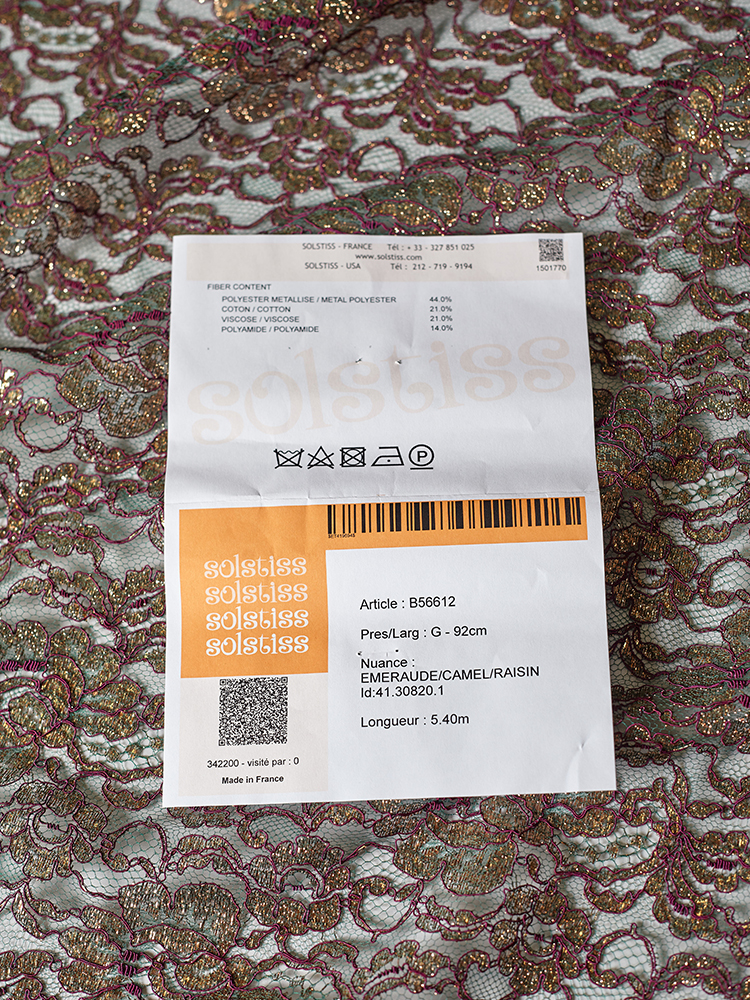 SOLSTISS - FRANCE Tél : + 33 - 327 851 025
www.solstiss.com
SOLSTISS - USA Tél : 212 - 719 - 9194
1501770
FIBER CONTENT
POLYESTER METALLISE / METAL POLYESTER 44.0%
COTON / COTTON 21.0%
VISCOSE / VISCOSE 21.0%
POLYAMIDE / POLYAMIDE 14.0%
solstiss
P
solstiss
solstiss
solstiss
solstiss
Article : B56612
Pres/Larg : G - 92cm
Nuance :
EMERAUDE/CAMEL/RAISIN
Id:41.30820.1
Longueur : 5.40m
342200 - visité par : 0
Made in France